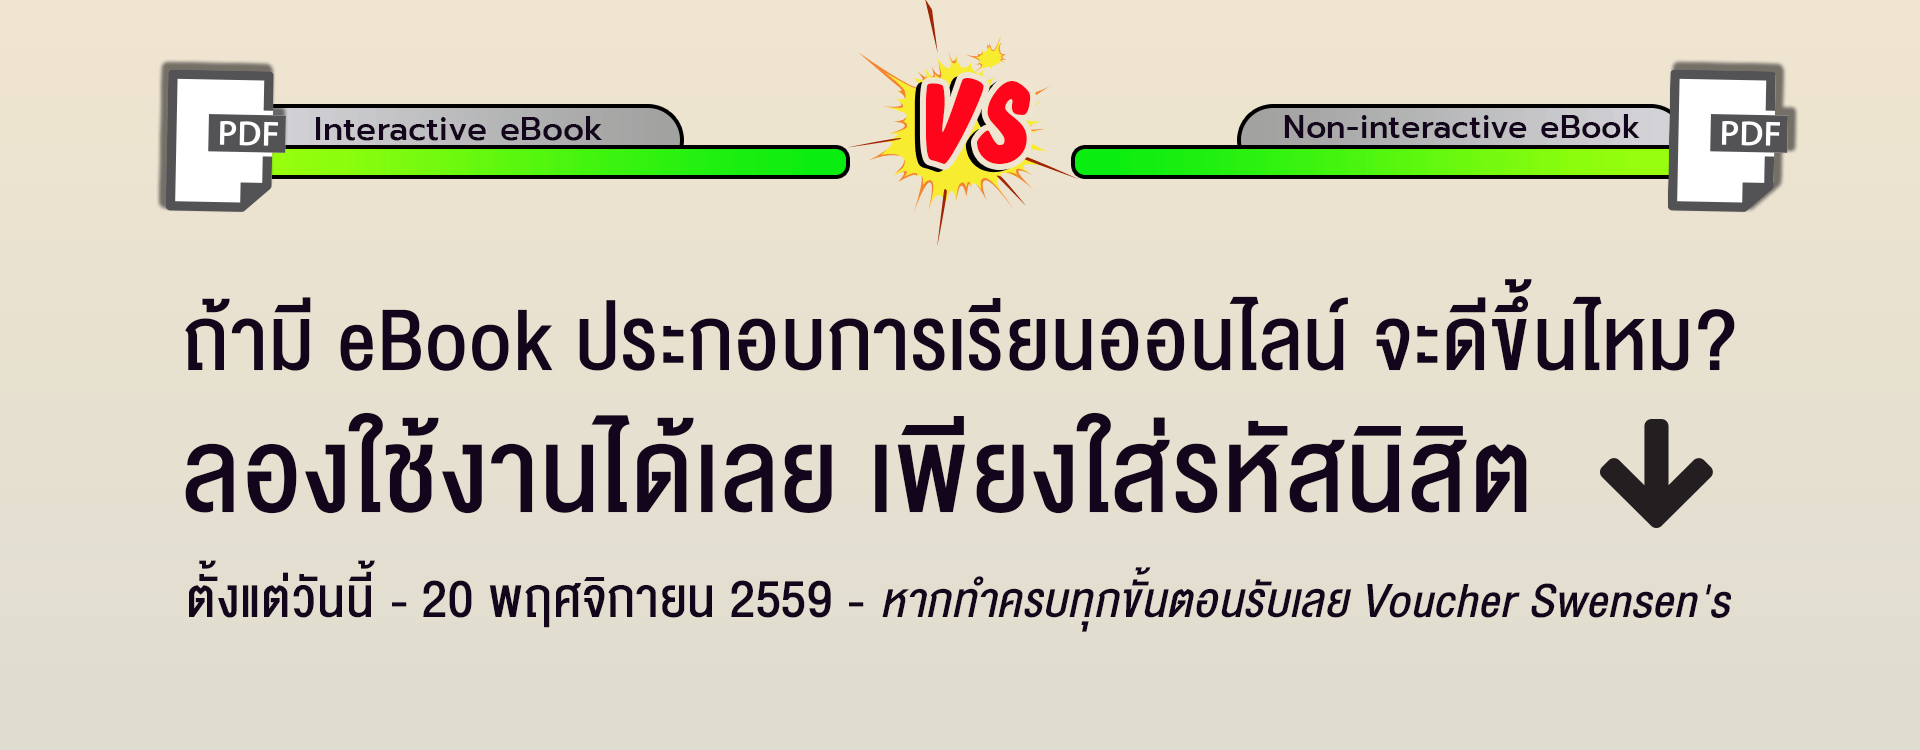 PDF Interactive eBook VS Non-interactive eBook PDF
ถ้ามี eBook ประกอบการเรียนออนไลน์ จะดีขึ้นไหม?
ลองใช้งานได้เลย เพียงใส่รหัสนิสิต
ตั้งแต่วันนี้ - 20 พฤศจิกายน 2559 - หากทำครบทุกขั้นตอนรับเลย Voucher Swensen's